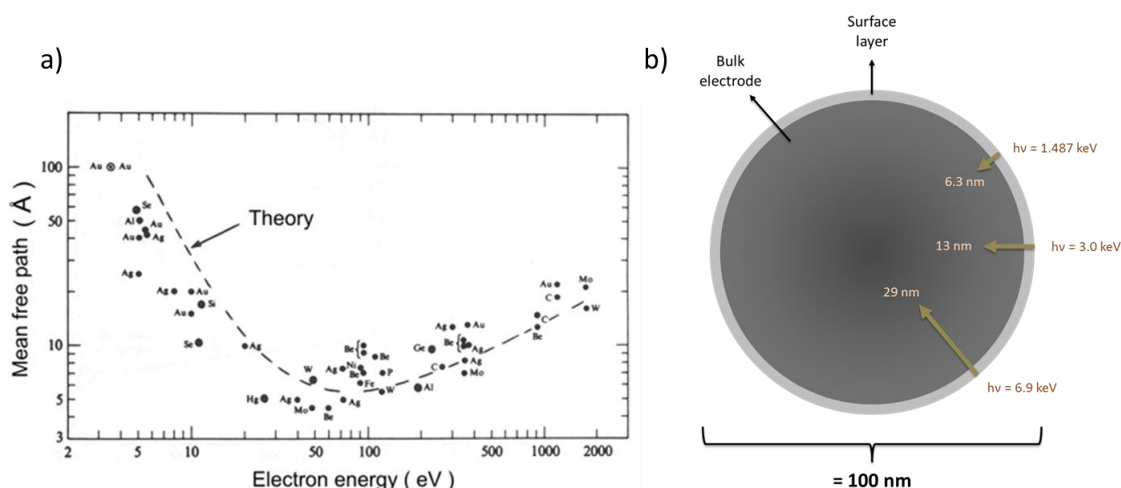 a)
Mean free path ( Å )
100
50
10
5
3
2
5
10
50
100
500
1000
2000
Electron energy ( eV )
Theory
Au Au
Se
Al
Au
Au
Ag
Ag
Ag
Au
Au
Si
Se
Ag
Hg
Ag
Mo
W
Be
Ag
Ag
Ni
Be
Be
Be
Fe
P
W
Al
Ge
C
Ag
Au
Be
Ag
Ag
Mo
Au
C
C
Be
Mo
W
b)
Surface
layer
Bulk
electrode
hν = 1.487 keV
6.3 nm
13 nm
hν = 3.0 keV
29 nm
hν = 6.9 keV
= 100 nm